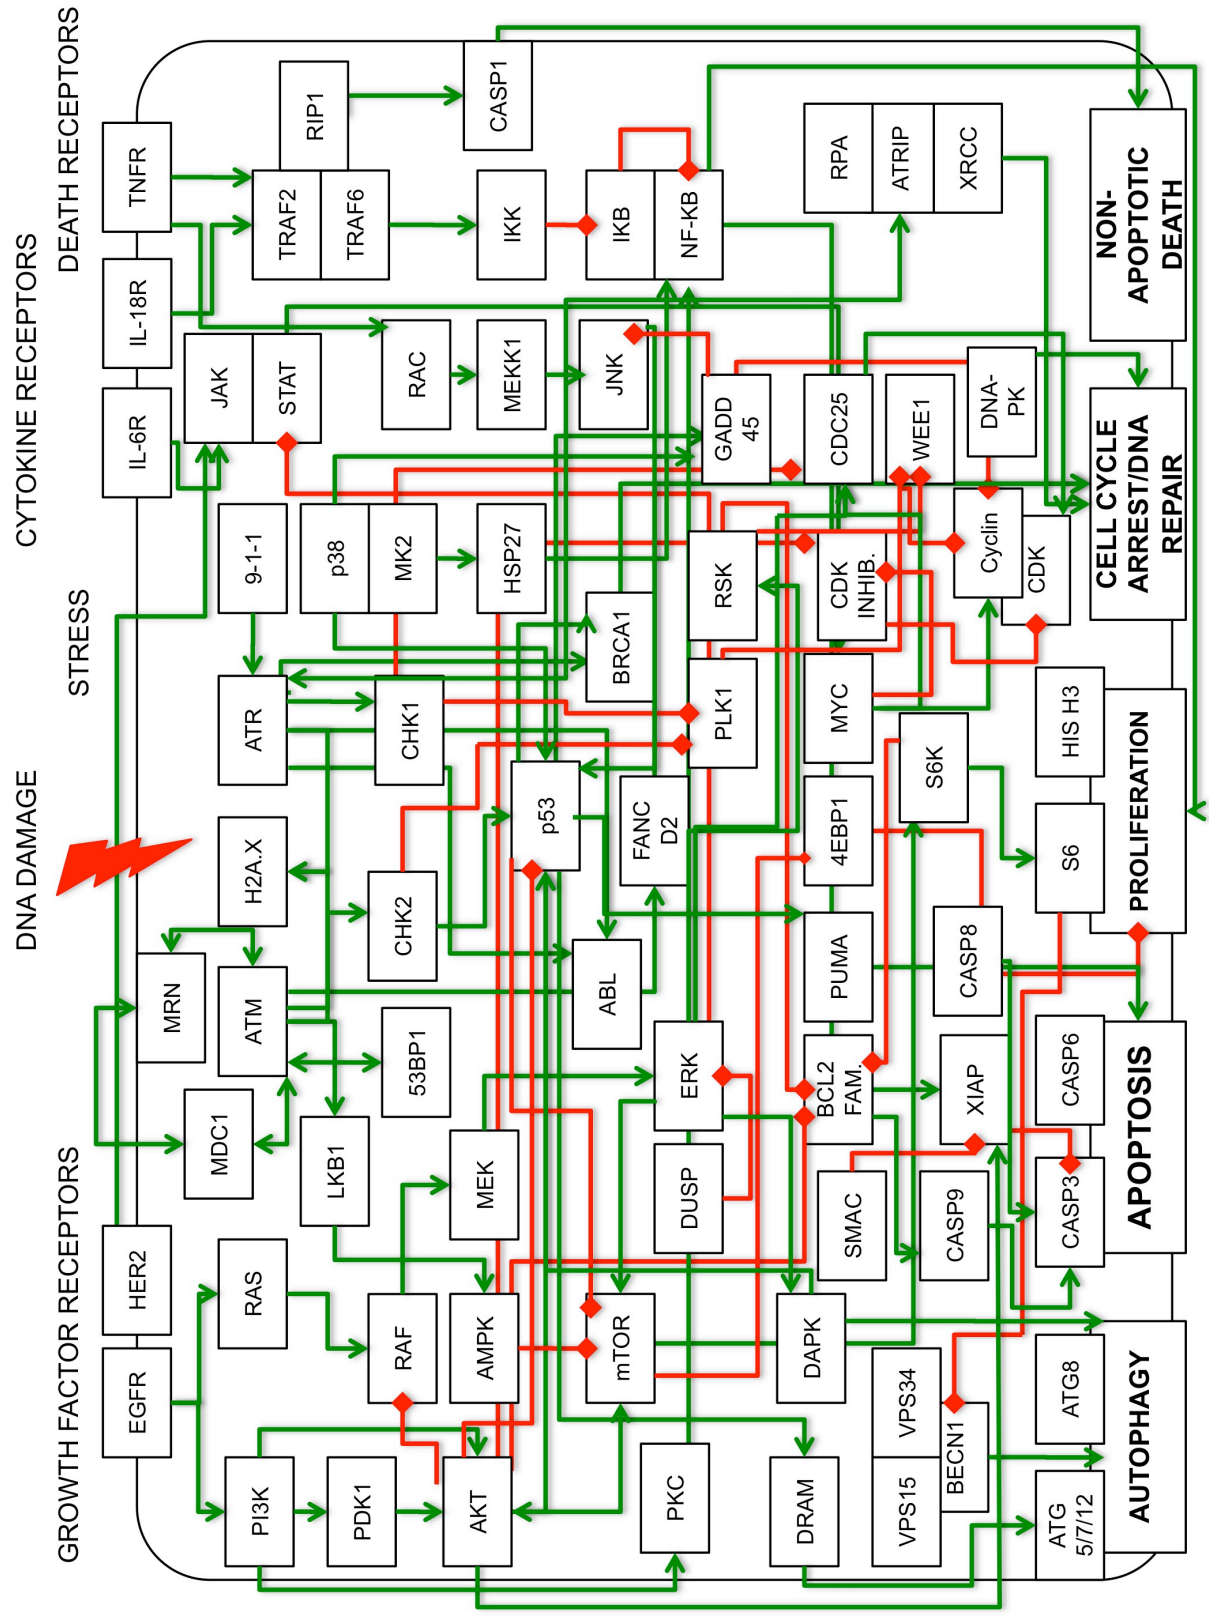 GROWTH FACTOR RECEPTORS
DNA DAMAGE
STRESS
CYTOKINE RECEPTORS
DEATH RECEPTORS
EGFR
HER2
IL-6R
IL-18R
TNFR
MRN
MDC1
JAK
STAT
PI3K
RAS
ATM
H2A.X
ATR
9-1-1
TRAF2
TRAF6
RIP1
PDK1
LKB1
53BP1
CHK2
CHK1
p38
MK2
RAC
RAF
AKT
AMPK
MEK
p53
HSP27
MEKK1
IKK
CASP1
mTOR
ABL
FANC
D2
BRCA1
JNK
IKB
NF-KB
PKC
DUSP
ERK
PLK1
RSK
GADD
45
DRAM
DAPK
SMAC
BCL2
FAM.
PUMA
4EBP1
MYC
CDK
INHIB.
CDC25
RPA
ATRIP
XRCC
VPS15
VPS34
BECN1
CASP9
XIAP
CASP8
S6K
WEE1
Cyclin
CDK
DNA-
PK
ATG
5/7/12
ATG8
CASP3
CASP6
S6
HIS H3
AUTOPHAGY
APOPTOSIS
PROLIFERATION
CELL CYCLE
ARREST/DNA
REPAIR
NON-
APOPTOTIC
DEATH